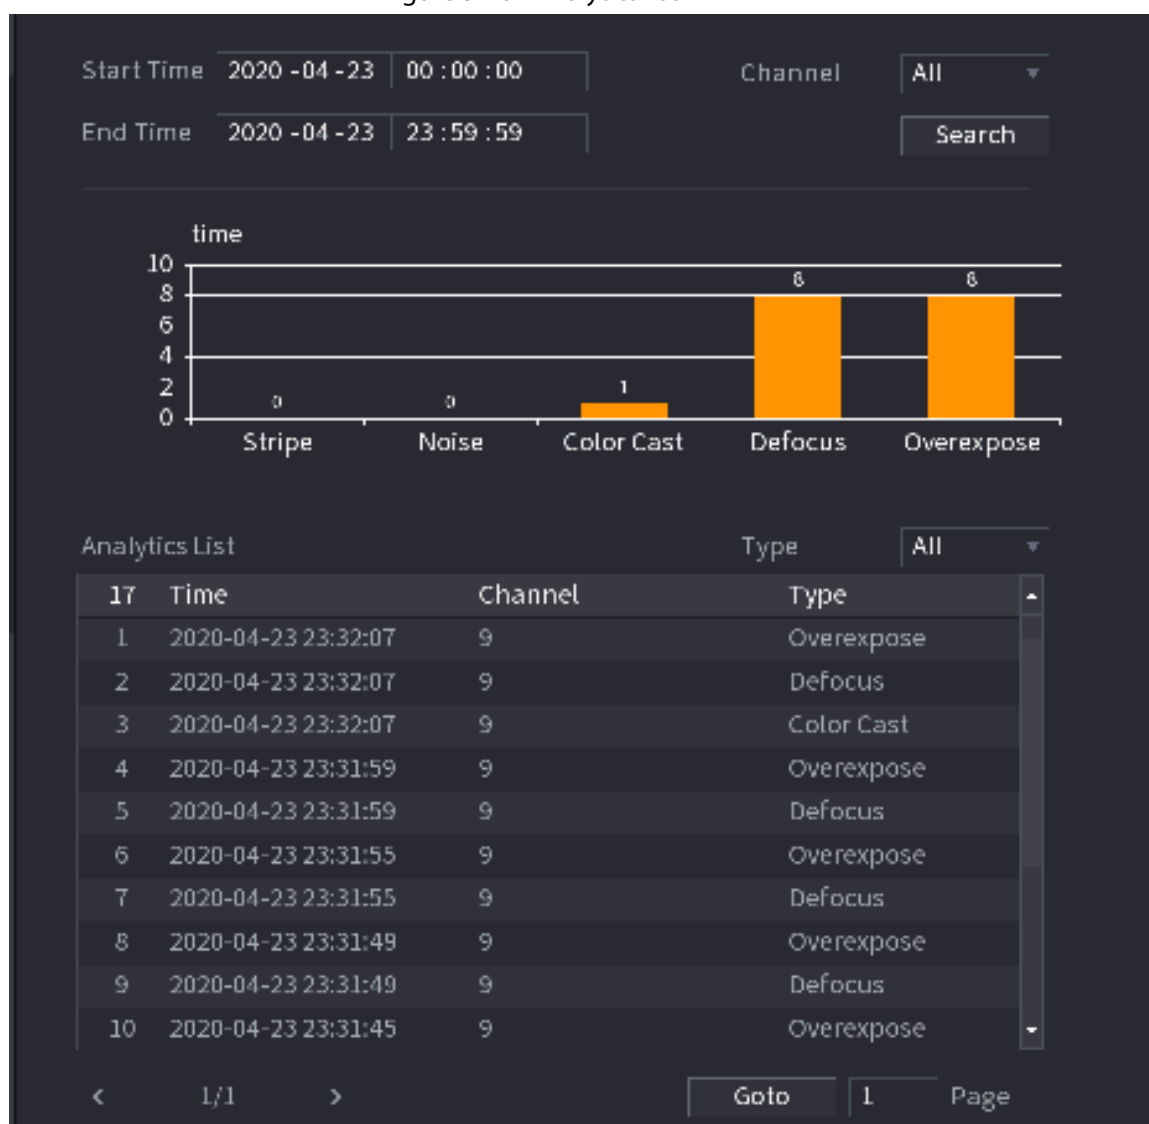 Start Time 2020 -04 -23 00 : 00 : 00 Channel All
End Time 2020 -04 -23 23 : 59 : 59 Search
time
10
8
6
4
2
0
0 0 1 8 8
Stripe Noise Color Cast Defocus Overexpose
Analytics List Type All
17 Time Channel Type
1 2020-04-23 23:32:07 9 Overexpose
2 2020-04-23 23:32:07 9 Defocus
3 2020-04-23 23:32:07 9 Color Cast
4 2020-04-23 23:31:59 9 Overexpose
5 2020-04-23 23:31:59 9 Defocus
6 2020-04-23 23:31:55 9 Overexpose
7 2020-04-23 23:31:55 9 Defocus
8 2020-04-23 23:31:49 9 Overexpose
9 2020-04-23 23:31:49 9 Defocus
10 2020-04-23 23:31:45 9 Overexpose
< 1/1 > Goto 1 Page